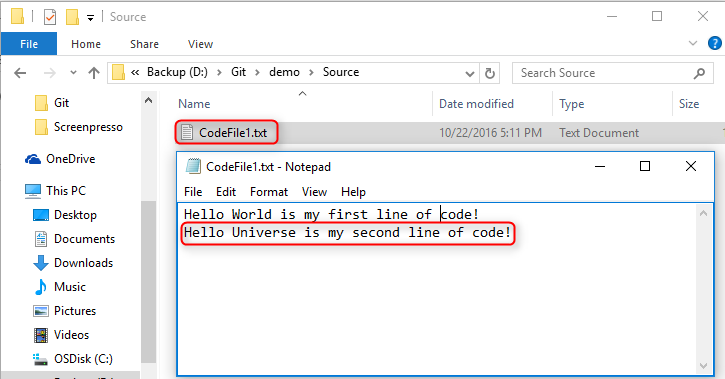 Source
File
Home
Share
View
Backup (D:)
Git
demo
Source
Search Source
Git
Screenpresso
OneDrive
This PC
Desktop
Documents
Downloads
Music
Pictures
Videos
OSDisk (C:)
Name
Date modified
Type
Size
CodeFile1.txt
10/22/2016 5:11 PM
Text Document
CodeFile1.txt - Notepad
File
Edit
Format
View
Help
Hello World is my first line of code!
Hello Universe is my second line of code!